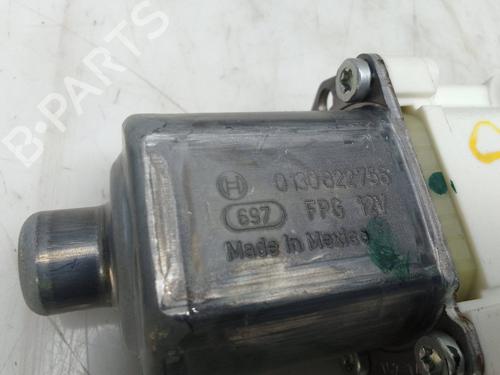 B-PARTS
0130822756
697 FPG 12V
Made in Mexico